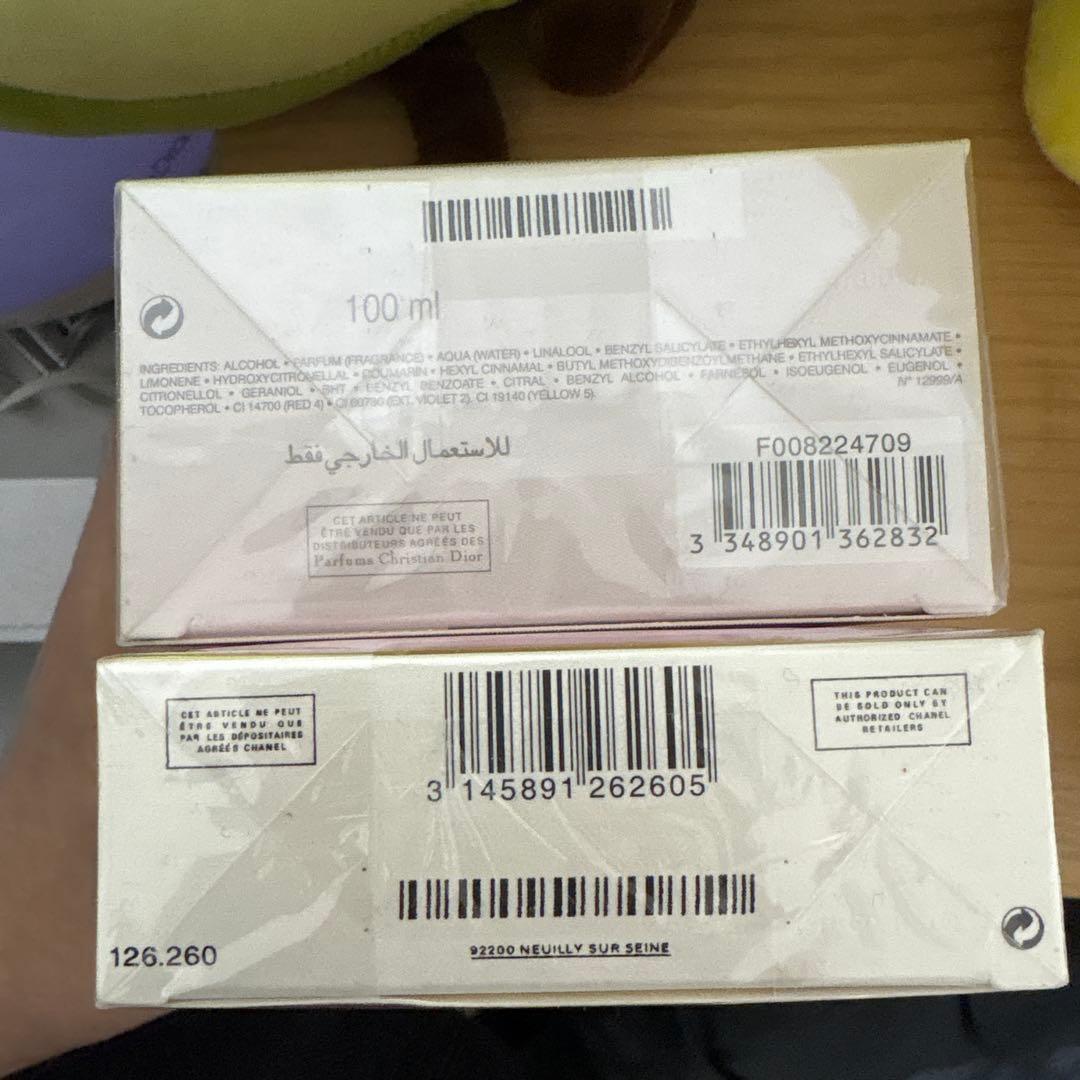 100 ml
INGREDIENTS: ALCOHOL • PARFUM (FRAGRANCE) • AQUA (WATER) • LINALOOL • BENZYL SALICYLATE • ETHYLHEXYL METHOXYCINNAMATE •
LIMONENE • HYDROXYCITRONELLAL • COUMARIN • HEXYL CINNAMAL • BUTYL METHOXYDIBENZOYLMETHANE • ETHYLHEXYL SALICYLATE •
CITRONELLOL • GERANIOL • BHT • BENZYL BENZOATE • CITRAL • BENZYL ALCOHOL • FARNESOL • ISOEUGENOL • EUGENOL •
TOCOPHEROL • CI 14700 (RED 4) • CI 60730 (EXT. VIOLET 2). CI 19140 (YELLOW 5).
N° 12999/A
للاستعمال الخارجي فقط
F008224709
3 348901 362832
CET ARTICLE NE PEUT
ÊTRE VENDU QUE PAR LES
DISTRIBUTEURS AGRÉÉS DES
Parfums Christian Dior
CET ARTICLE NE PEUT
ÊTRE VENDU QUE
PAR LES DÉPOSITAIRES
AGRÉÉS CHANEL
3 145891 262605
THIS PRODUCT CAN
BE SOLD ONLY BY
AUTHORIZED CHANEL
RETAILERS
126.260
92200 NEUILLY SUR SEINE